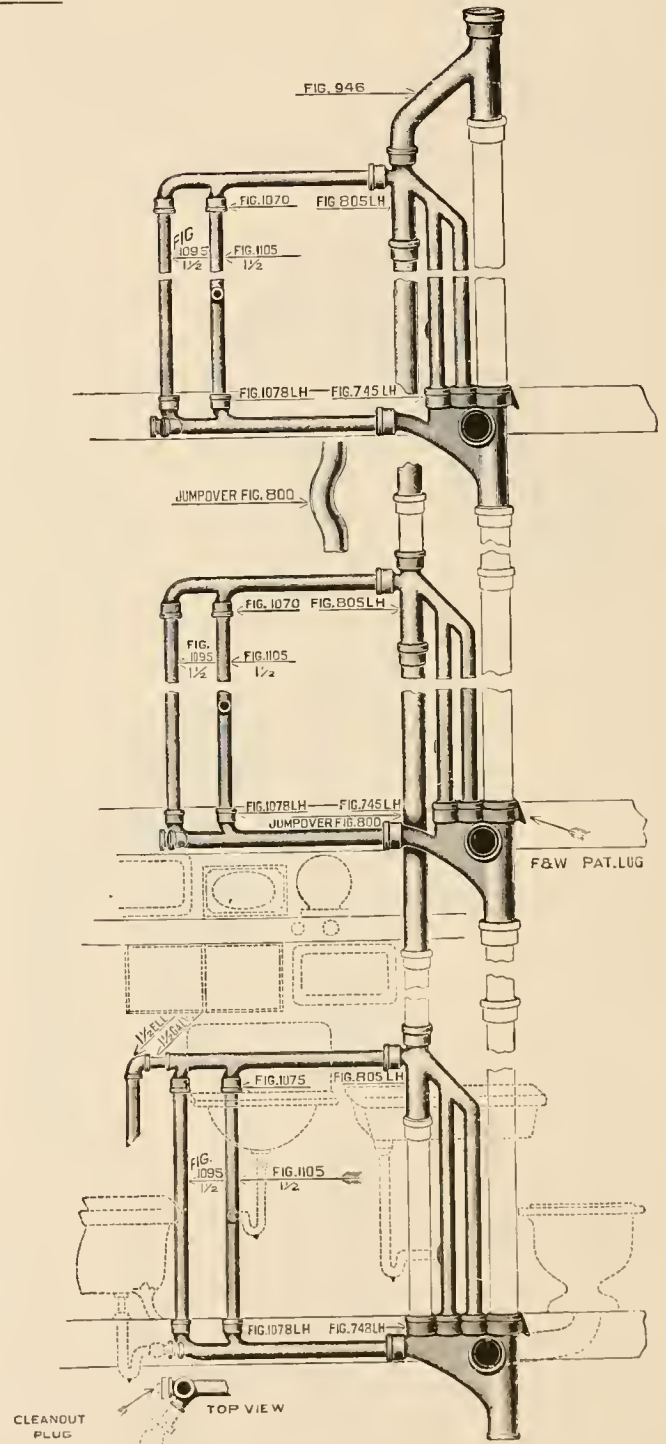 FIG. 946
FIG. 1070 FIG. 805 LH
FIG.
1095 FIG. 1105
1½ 1½
FIG. 1078 LH FIG. 745 LH
JUMPOVER FIG. 800
FIG. 1070 FIG. 805 LH
FIG.
1095 FIG. 1105
1½ 1½
FIG. 1078 LH FIG. 745 LH
JUMPOVER FIG. 800
F&W PAT. LUG
1½ ELL
1½ GALV
FIG. 1075 FIG. 805 LH
FIG.
1095 FIG. 1105
1½ 1½
FIG. 1078 LH FIG. 748 LH
CLEANOUT
PLUG
TOP VIEW